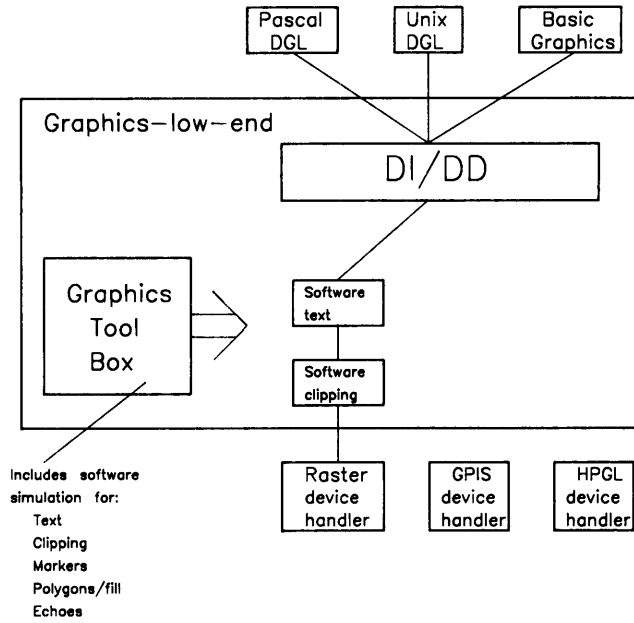 Pascal
DGL
Unix
DGL
Basic
Graphics
Graphics-low-end
DI/DD
Graphics
Tool
Box
Software
text
Software
clipping
Includes software
simulation for:
Text
Clipping
Markers
Polygons/fill
Echoes
Raster
device
handler
GPIS
device
handler
HPGL
device
handler